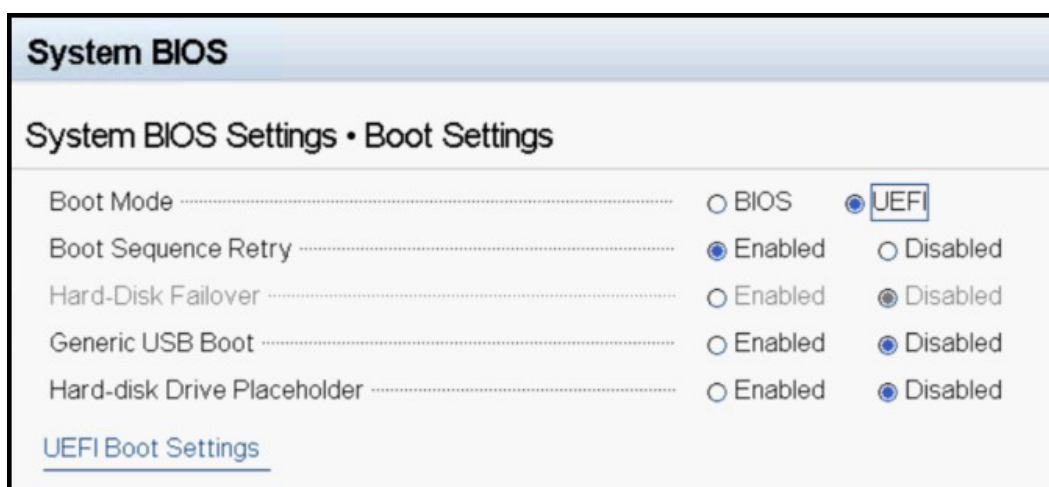 System BIOS
System BIOS Settings • Boot Settings
Boot Mode BIOS UEFI
Boot Sequence Retry Enabled Disabled
Hard-Disk Failover Enabled Disabled
Generic USB Boot Enabled Disabled
Hard-disk Drive Placeholder Enabled Disabled
UEFI Boot Settings